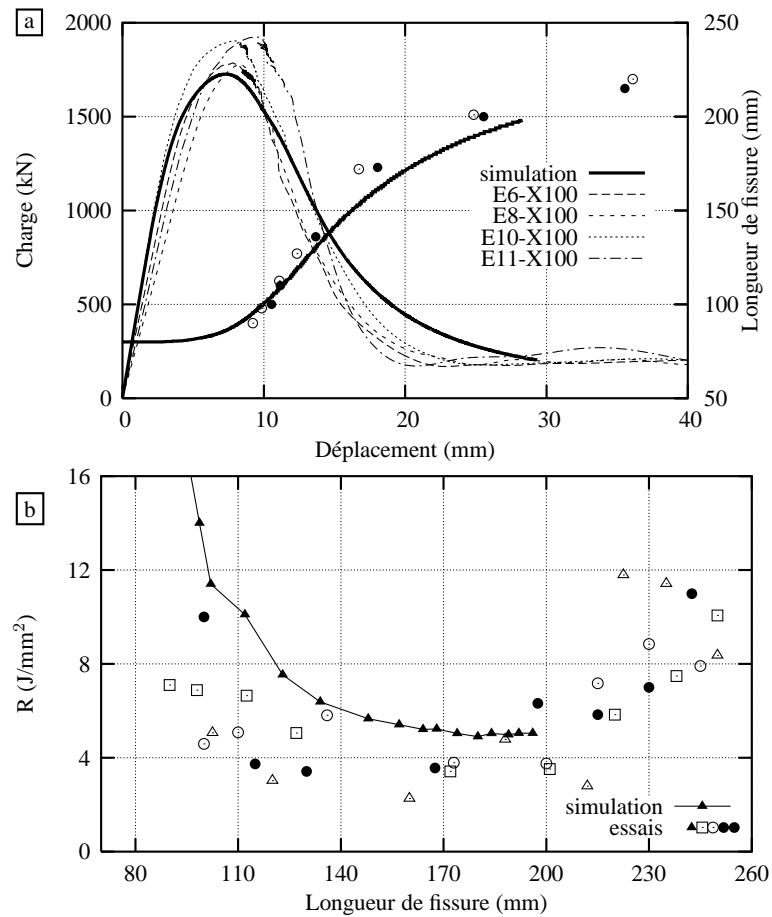 a
2000
1500
1000
500
0
Charge (kN)
250
200
150
100
50
Longueur de fissure (mm)
simulation
E6-X100
E8-X100
E10-X100
E11-X100
0
10
20
30
40
Déplacement (mm)
b
16
12
8
4
0
R (J/mm²)
simulation
essais
80
110
140
170
200
230
260
Longueur de fissure (mm)